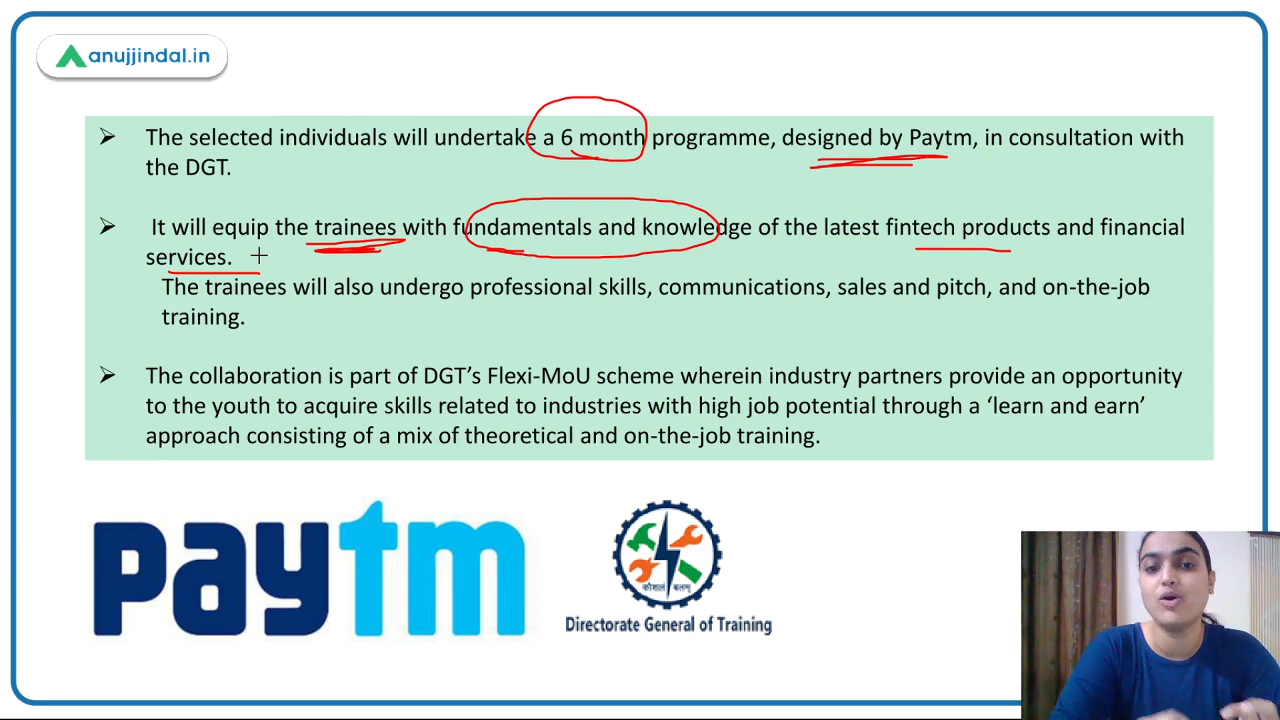 anujjindal.in
The selected individuals will undertake a 6 month programme, designed by Paytm, in consultation with
the DGT.
It will equip the trainees with fundamentals and knowledge of the latest fintech products and financial
services.
The trainees will also undergo professional skills, communications, sales and pitch, and on-the-job
training.
The collaboration is part of DGT’s Flexi-MoU scheme wherein industry partners provide an opportunity
to the youth to acquire skills related to industries with high job potential through a ‘learn and earn’
approach consisting of a mix of theoretical and on-the-job training.
paytm
कौशलं बलम्
Directorate General of Training